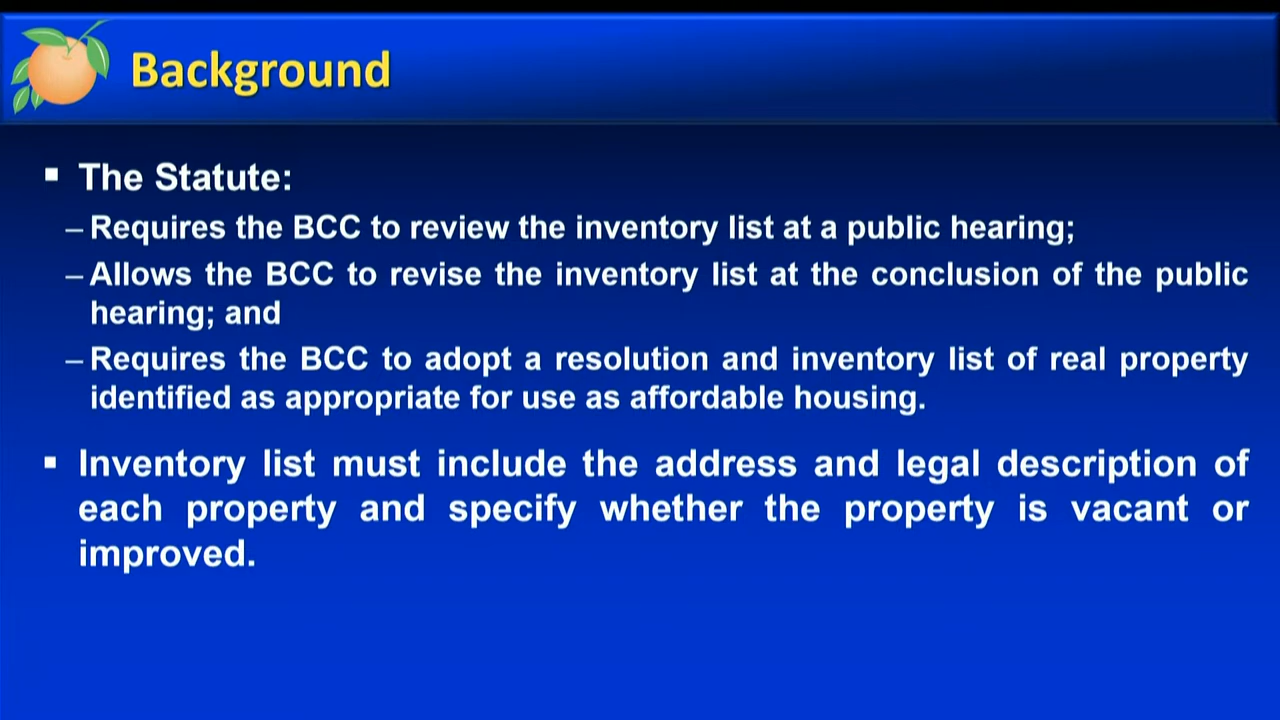 Background
▪ The Statute:
– Requires the BCC to review the inventory list at a public hearing;
– Allows the BCC to revise the inventory list at the conclusion of the public
hearing; and
– Requires the BCC to adopt a resolution and inventory list of real property
identified as appropriate for use as affordable housing.
▪ Inventory list must include the address and legal description of
each property and specify whether the property is vacant or
improved.